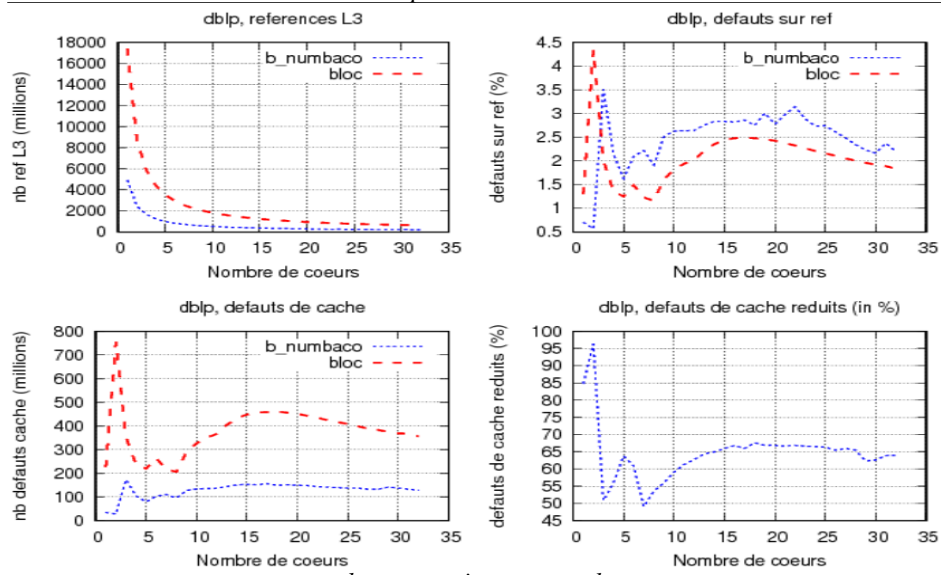 dblp, references L3
nb ref L3 (millions)
18000
16000
14000
12000
10000
8000
6000
4000
2000
0
b_numbaco
bloc
0 5 10 15 20 25 30 35
Nombre de coeurs
dblp, defauts sur ref
defauts sur ref (%)
4.5
4
3.5
3
2.5
2
1.5
1
0.5
b_numbaco
bloc
0 5 10 15 20 25 30 35
Nombre de coeurs
dblp, defauts de cache
nb defauts cache (millions)
800
700
600
500
400
300
200
100
0
b_numbaco
bloc
0 5 10 15 20 25 30 35
Nombre de coeurs
dblp, defauts de cache reduits (in %)
defauts de cache reduits (%)
100
95
90
85
80
75
70
65
60
55
50
45
0 5 10 15 20 25 30 35
Nombre de coeurs